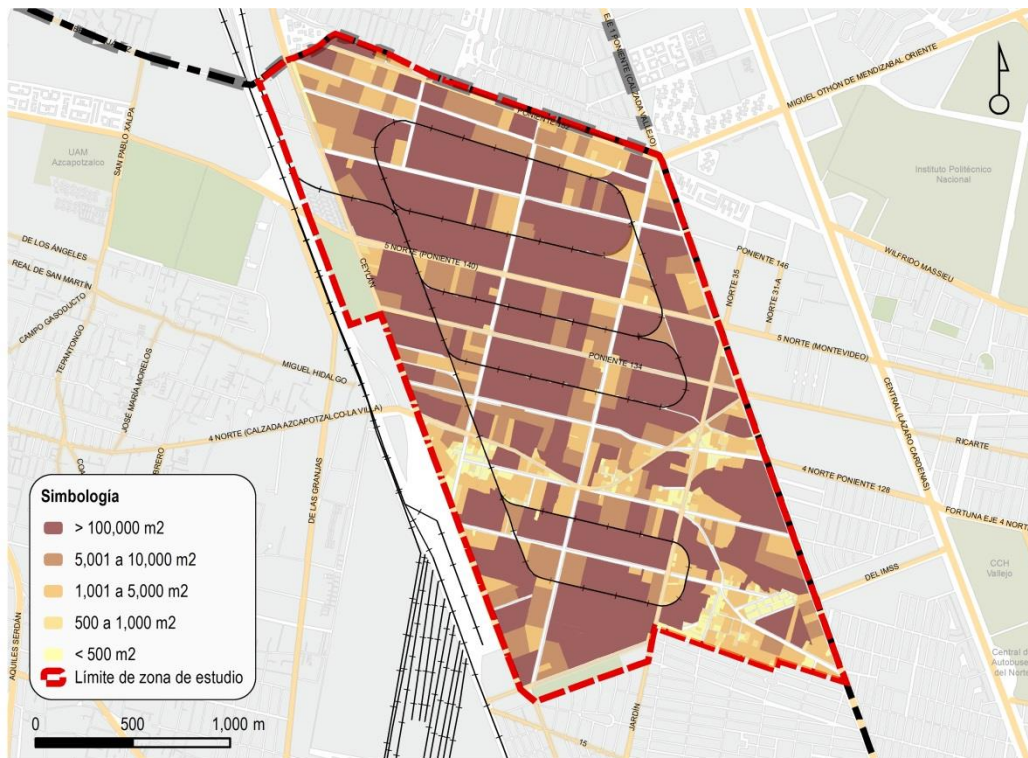 EJE 1 PONIENTE (CALZADA VALLEJO)
MIGUEL OTHÓN DE MENDIZABAL ORIENTE
SAN PABLO XALPA
UAM
Azcapotzalco
Instituto Politécnico
Nacional
DE LOS ÁNGELES
REAL DE SAN MARTÍN
CAMPO GASODUCTO
TEPANTONGO
JOSÉ MARÍA MORELOS
CEYLÁN
5 NORTE (PONIENTE 140)
PONIENTE 146
NORTE 35
NORTE 31-A
WILFRIDO MASSIEU
MIGUEL HIDALGO
PONIENTE 134
5 NORTE (MONTEVIDEO)
4 NORTE (CALZADA AZCAPOTZALCO-LA VILLA)
CENTRAL (LÁZARO CARDENAS)
RICARTE
4 NORTE PONIENTE 128
FORTUNA EJE 4 NORTE
DE LAS GRANJAS
DEL IMSS
CCH
Vallejo
AQUILES SERDÁN
Central de
Autobuses
del Norte
JARDÍN
15
Simbología
> 100,000 m2
5,001 a 10,000 m2
1,001 a 5,000 m2
500 a 1,000 m2
< 500 m2
Límite de zona de estudio
0 500 1,000 m